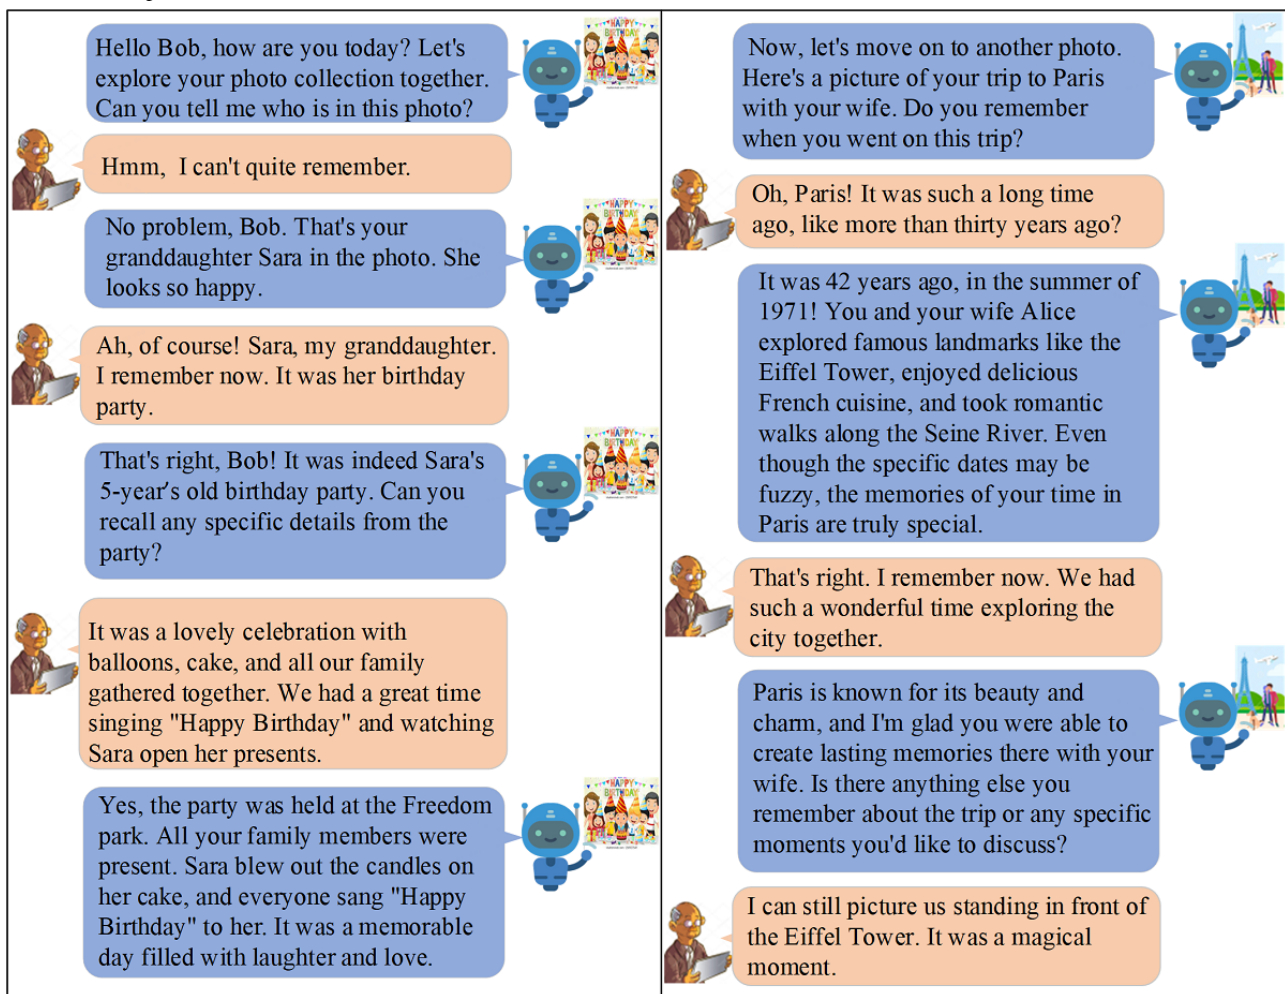 Hello Bob, how are you today? Let's
explore your photo collection together.
Can you tell me who is in this photo?
HAPPY
BIRTHDAY
Hmm, I can't quite remember.
No problem, Bob. That's your
granddaughter Sara in the photo. She
looks so happy.
HAPPY
BIRTHDAY
Ah, of course! Sara, my granddaughter.
I remember now. It was her birthday
party.
That's right, Bob! It was indeed Sara's
5-year's old birthday party. Can you
recall any specific details from the
party?
HAPPY
BIRTHDAY
It was a lovely celebration with
balloons, cake, and all our family
gathered together. We had a great time
singing "Happy Birthday" and watching
Sara open her presents.
Yes, the party was held at the Freedom
park. All your family members were
present. Sara blew out the candles on
her cake, and everyone sang "Happy
Birthday" to her. It was a memorable
day filled with laughter and love.
HAPPY
BIRTHDAY
Now, let's move on to another photo.
Here's a picture of your trip to Paris
with your wife. Do you remember
when you went on this trip?
Oh, Paris! It was such a long time
ago, like more than thirty years ago?
It was 42 years ago, in the summer of
1971! You and your wife Alice
explored famous landmarks like the
Eiffel Tower, enjoyed delicious
French cuisine, and took romantic
walks along the Seine River. Even
though the specific dates may be
fuzzy, the memories of your time in
Paris are truly special.
That's right. I remember now. We had
such a wonderful time exploring the
city together.
Paris is known for its beauty and
charm, and I'm glad you were able to
create lasting memories there with your
wife. Is there anything else you
remember about the trip or any specific
moments you'd like to discuss?
I can still picture us standing in front of
the Eiffel Tower. It was a magical
moment.